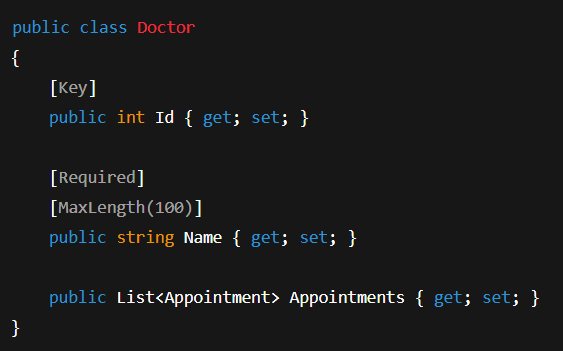 public class Doctor
{
    [Key]
    public int Id { get; set; }

    [Required]
    [MaxLength(100)]
    public string Name { get; set; }

    public List<Appointment> Appointments { get; set; }
}